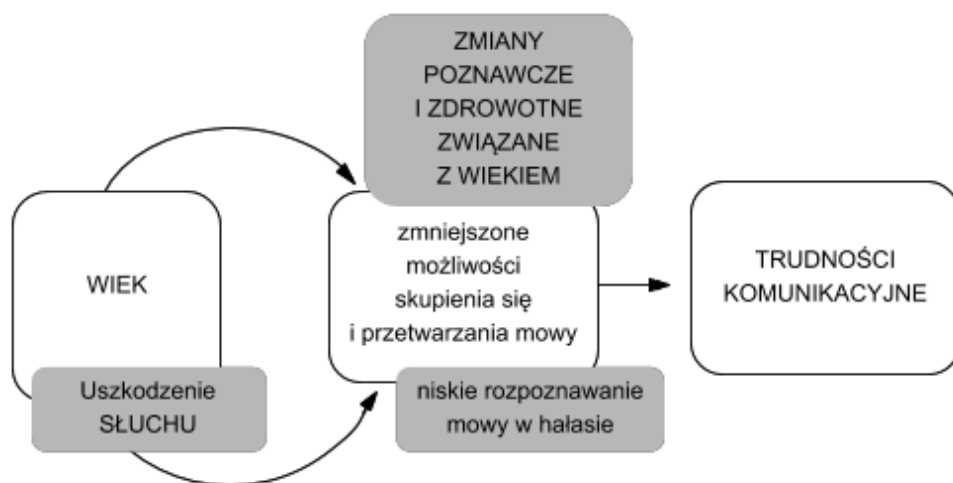 WIEK
Uszkodzenie
SŁUCHU
ZMIANY
POZNAWCZE
I ZDROWOTNE
ZWIĄZANE
Z WIEKIEM
zmniejszone
możliwości
skupienia się
i przetwarzania mowy
niskie rozpoznawanie
mowy w hałasie
TRUDNOŚCI
KOMUNIKACYJNE